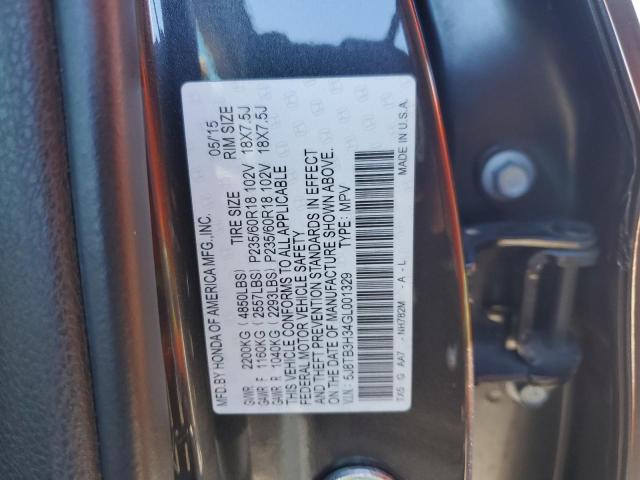 MFD.BY HONDA OF AMERICA MFG.,INC. 05/'15
TIRE SIZE RIM SIZE
GVWR 2200KG (4850LBS)
GAWR F 1160KG (2557LBS) P235/60R18 102V 18X7.5J
GAWR R 1040KG (2293LBS) P235/60R18 102V 18X7.5J
THIS VEHICLE CONFORMS TO ALL APPLICABLE
FEDERAL MOTOR VEHICLE SAFETY
AND THEFT PREVENTION STANDARDS IN EFFECT
ON THE DATE OF MANUFACTURE SHOWN ABOVE.
V.I.N.: 5J8TB3H34GL001329 TYPE: MPV
TX5 G AA7 - NH782M - A - L MADE IN U.S.A.